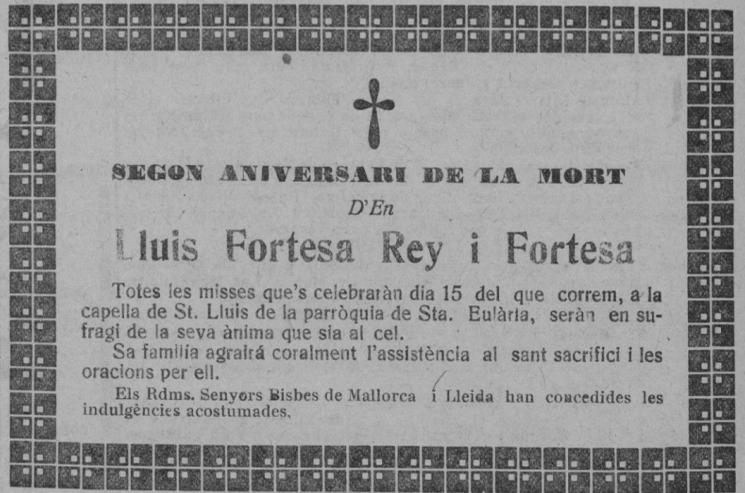 SEGON ANIVERSARI DE LA MORT
D'En
Lluis Fortesa Rey i Fortesa
Totes les misses que's celebraràn dia 15 del que correm, a la
capella de St. Lluis de la parròquia de Sta. Eulària, seràn en su-
fragi de la seva ànima que sia al cel.
Sa familia agrairá coralment l'assistència al sant sacrifici i les
oracions per ell.
Els Rdms. Senyors Bisbes de Mallorca i Lleida han concedides les
indulgències acostumades.